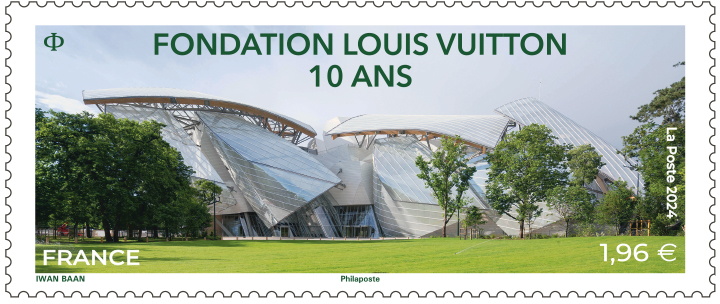 Φ
FONDATION LOUIS VUITTON
10 ANS
La Poste 2024
FRANCE
1,96 €
IWAN BAAN
Philaposte